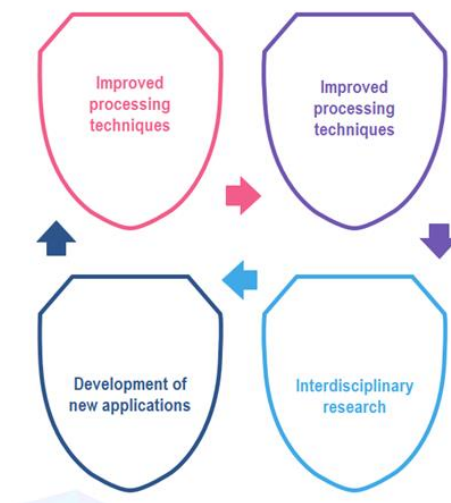 Improved
processing
techniques
Improved
processing
techniques
Development of
new applications
Interdisciplinary
research